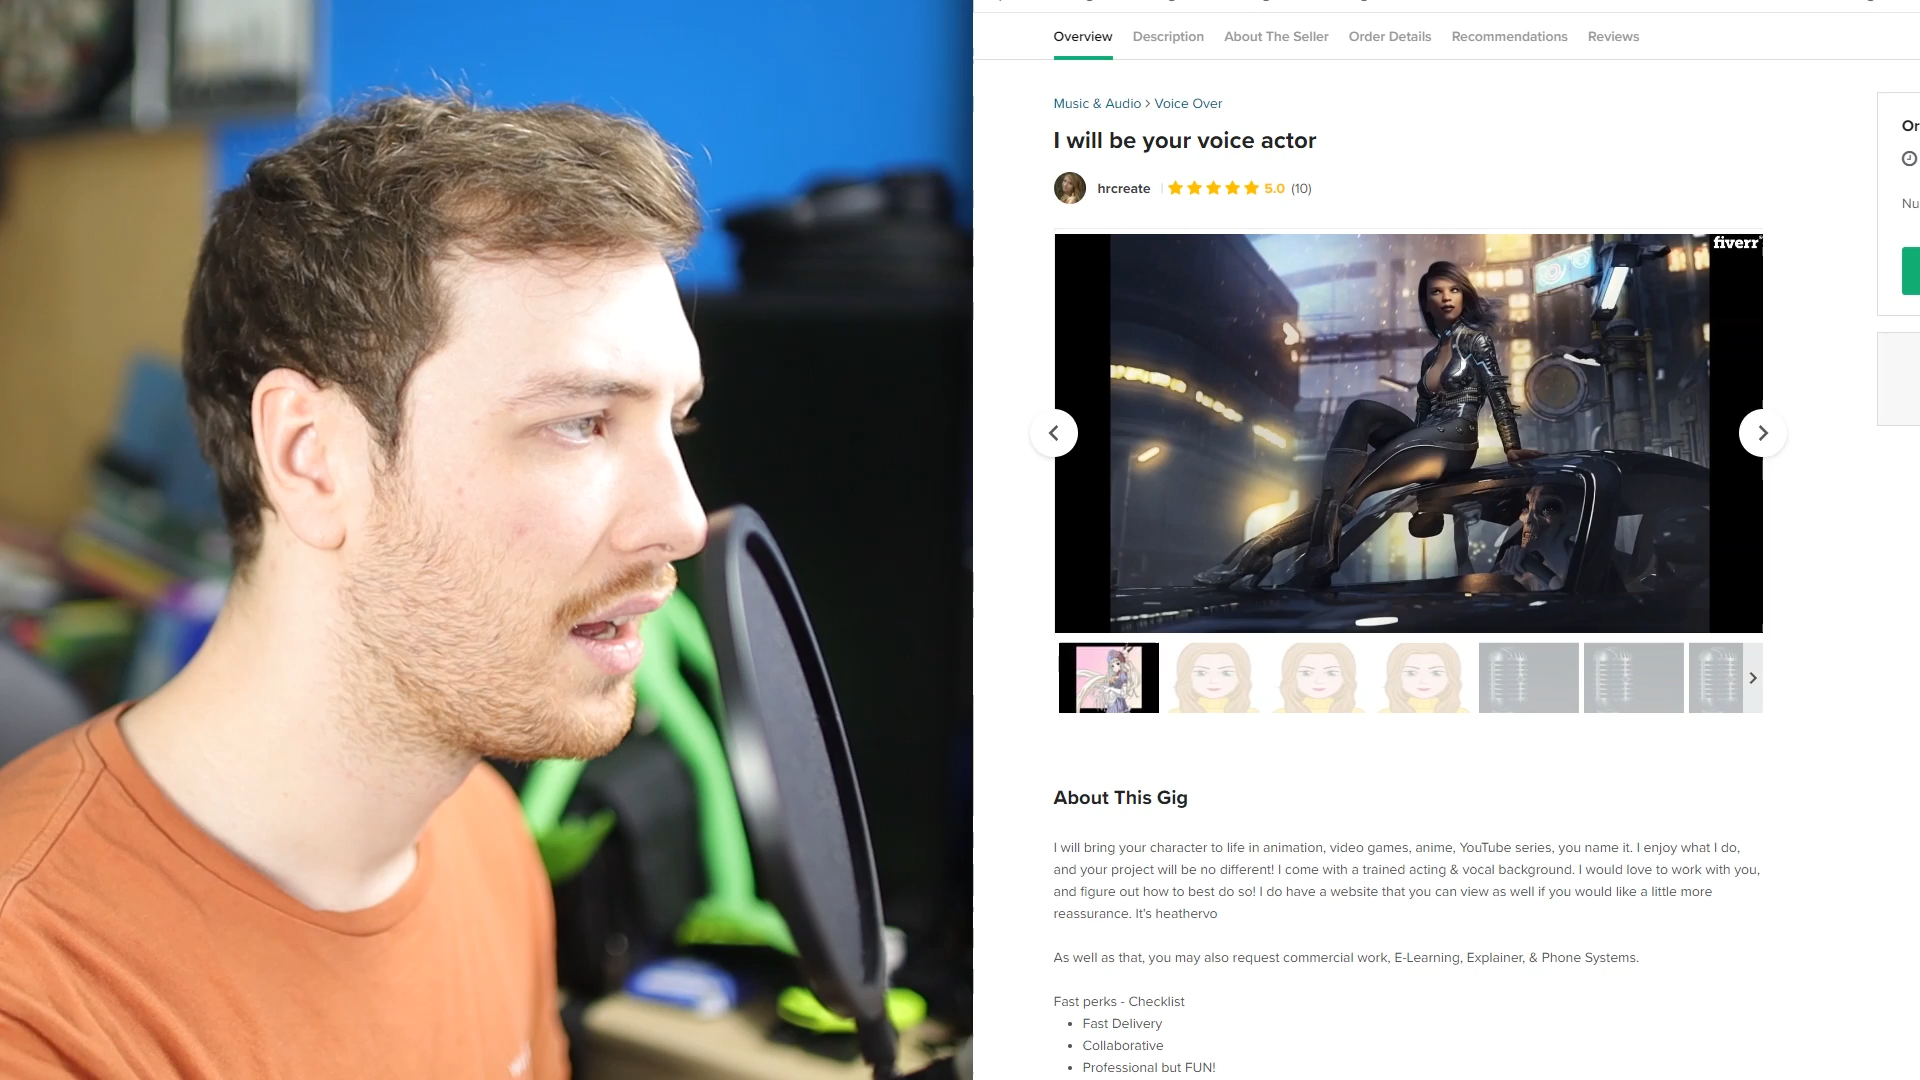 Overview Description About The Seller Order Details Recommendations Reviews
Music & Audio > Voice Over
Or
I will be your voice actor
hrcreate 5.0 (10)
Nu
fiverr
About This Gig
I will bring your character to life in animation, video games, anime, YouTube series, you name it. I enjoy what I do,
and your project will be no different! I come with a trained acting & vocal background. I would love to work with you,
and figure out how to best do so! I do have a website that you can view as well if you would like a little more
reassurance. It's heathervo
As well as that, you may also request commercial work, E-Learning, Explainer, & Phone Systems.
Fast perks - Checklist
• Fast Delivery
• Collaborative
• Professional but FUN!